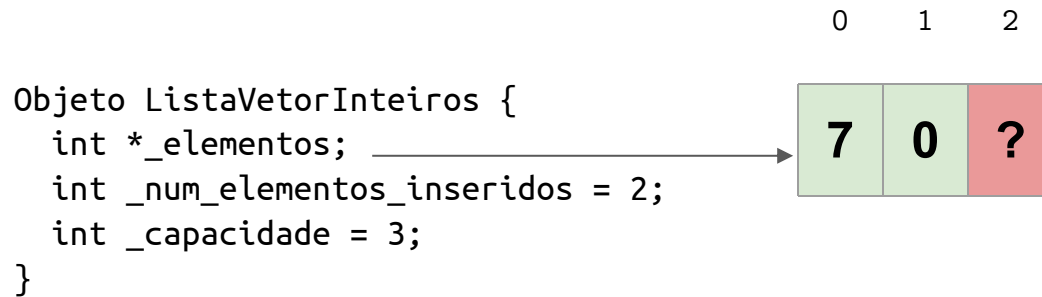 0 1 2
Objeto ListaVetorInteiros {
int *_elementos;
7 0 ?
int _num_elementos_inseridos = 2;
int _capacidade = 3;
}